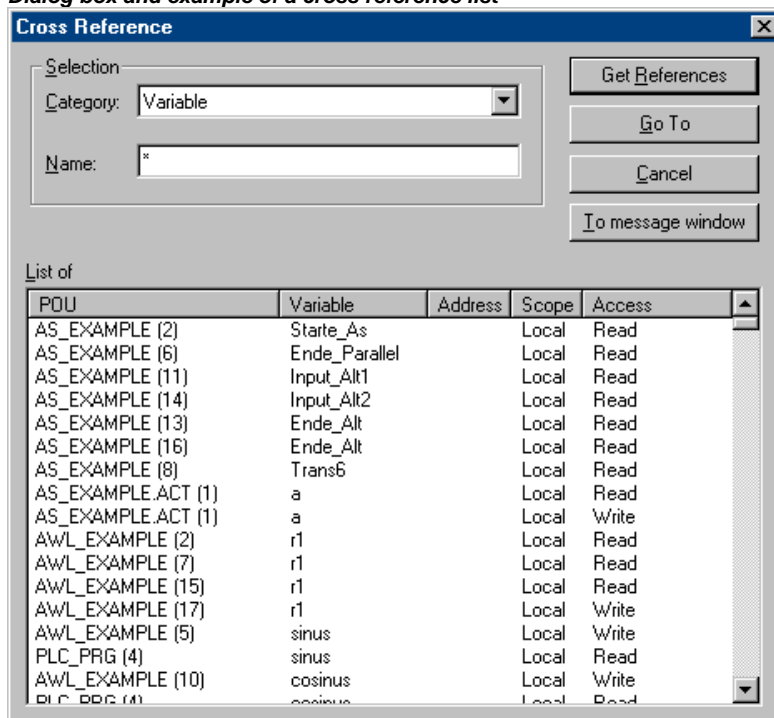 Dialog box and example of a cross reference list
Cross Reference
Selection
Category: Variable
Name: *
Get References
Go To
Cancel
To message window
List of
POU Variable Address Scope Access
AS_EXAMPLE (2) Starte_As Local Read
AS_EXAMPLE (6) Ende_Parallel Local Read
AS_EXAMPLE (11) Input_Alt1 Local Read
AS_EXAMPLE (14) Input_Alt2 Local Read
AS_EXAMPLE (13) Ende_Alt Local Read
AS_EXAMPLE (16) Ende_Alt Local Read
AS_EXAMPLE (8) Trans6 Local Read
AS_EXAMPLE.ACT (1) a Local Read
AS_EXAMPLE.ACT (1) a Local Write
AWL_EXAMPLE (2) r1 Local Read
AWL_EXAMPLE (7) r1 Local Read
AWL_EXAMPLE (15) r1 Local Read
AWL_EXAMPLE (17) r1 Local Write
AWL_EXAMPLE (5) sinus Local Write
PLC_PRG (4) sinus Local Read
AWL_EXAMPLE (10) cosinus Local Write
PLC_PRG (4) cosinus Local Read